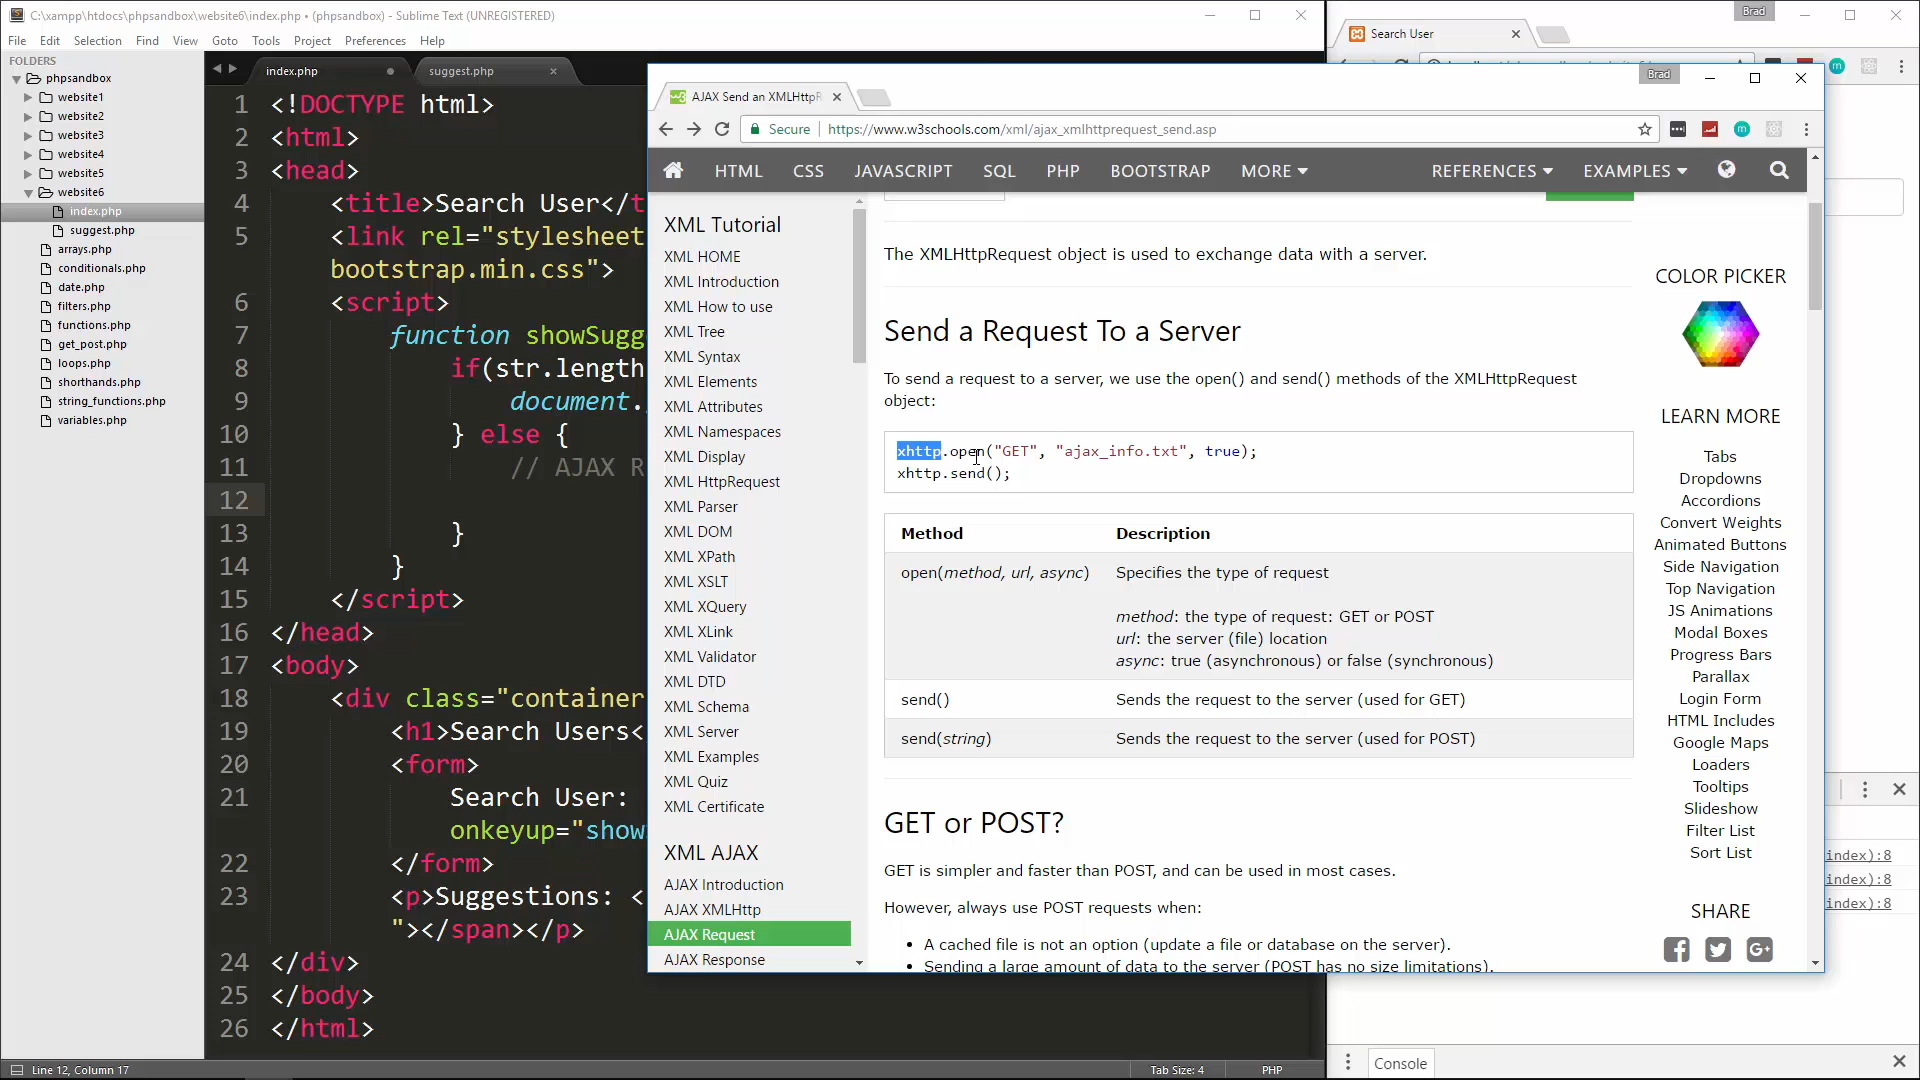 C:\xampp\htdocs\phpsandbox\website6\index.php • (phpsandbox) - Sublime Text (UNREGISTERED)
File Edit Selection Find View Goto Tools Project Preferences Help
FOLDERS
phpsandbox
website1
website2
website3
website4
website5
website6
index.php
suggest.php
arrays.php
conditionals.php
date.php
filters.php
functions.php
get_post.php
loops.php
shorthands.php
string_functions.php
variables.php
index.php
suggest.php
1 <!DOCTYPE html>
2 <html>
3 <head>
4 <title>Search User</t
5 <link rel="stylesheet
bootstrap.min.css">
6 <script>
7 function showSugg
8 if(str.length
9 document.
10 } else {
11 // AJAX R
12
13 }
14 }
15 </script>
16 </head>
17 <body>
18 <div class="container
19 <h1>Search Users<
20 <form>
21 Search User:
onkeyup="show
22 </form>
23 <p>Suggestions: <
"></span></p>
24 </div>
25 </body>
26 </html>
Line 12, Column 17
Tab Size: 4
PHP
Brad
Search User
Brad
AJAX Send an XMLHttpR
Secure
https://www.w3schools.com/xml/ajax_xmlhttprequest_send.asp
HTML CSS JAVASCRIPT SQL PHP BOOTSTRAP MORE REFERENCES EXAMPLES
XML Tutorial
XML HOME
XML Introduction
XML How to use
XML Tree
XML Syntax
XML Elements
XML Attributes
XML Namespaces
XML Display
XML HttpRequest
XML Parser
XML DOM
XML XPath
XML XSLT
XML XQuery
XML XLink
XML Validator
XML DTD
XML Schema
XML Server
XML Examples
XML Quiz
XML Certificate
XML AJAX
AJAX Introduction
AJAX XMLHttp
AJAX Request
AJAX Response
The XMLHttpRequest object is used to exchange data with a server.
Send a Request To a Server
To send a request to a server, we use the open() and send() methods of the XMLHttpRequest
object:
xhttp.open("GET", "ajax_info.txt", true);
xhttp.send();
Method Description
open(method, url, async) Specifies the type of request
method: the type of request: GET or POST
url: the server (file) location
async: true (asynchronous) or false (synchronous)
send() Sends the request to the server (used for GET)
send(string) Sends the request to the server (used for POST)
GET or POST?
GET is simpler and faster than POST, and can be used in most cases.
However, always use POST requests when:
• A cached file is not an option (update a file or database on the server).
• Sending a large amount of data to the server (POST has no size limitations).
COLOR PICKER
LEARN MORE
Tabs
Dropdowns
Accordions
Convert Weights
Animated Buttons
Side Navigation
Top Navigation
JS Animations
Modal Boxes
Progress Bars
Parallax
Login Form
HTML Includes
Google Maps
Loaders
Tooltips
Slideshow
Filter List
Sort List
SHARE
index):8
index):8
index):8
Console